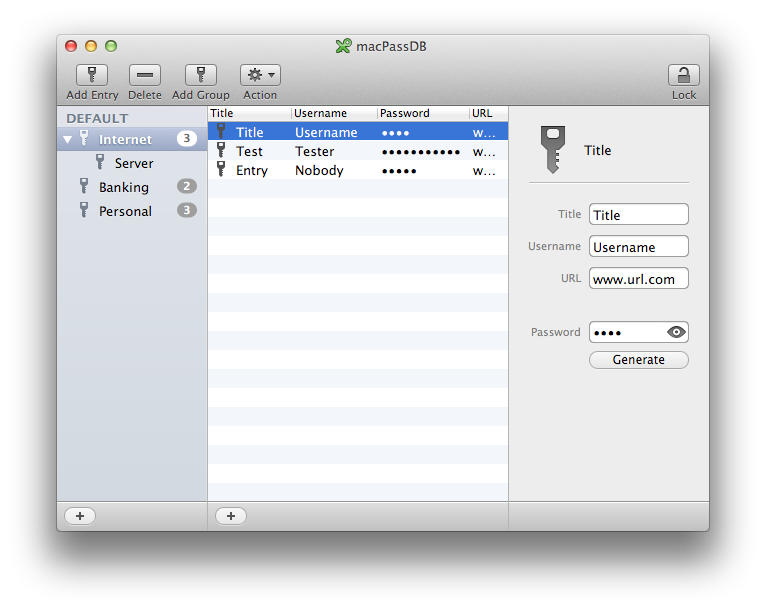 macPassDB
Add Entry Delete Add Group Action Lock
DEFAULT
Internet 3
Server
Banking 2
Personal 3
Title Username Password URL
Title Username •••• w...
Test Tester ••••••••••• w...
Entry Nobody ••••• w...
Title
Title Title
Username Username
URL www.url.com
Password ••••
Generate
+ +